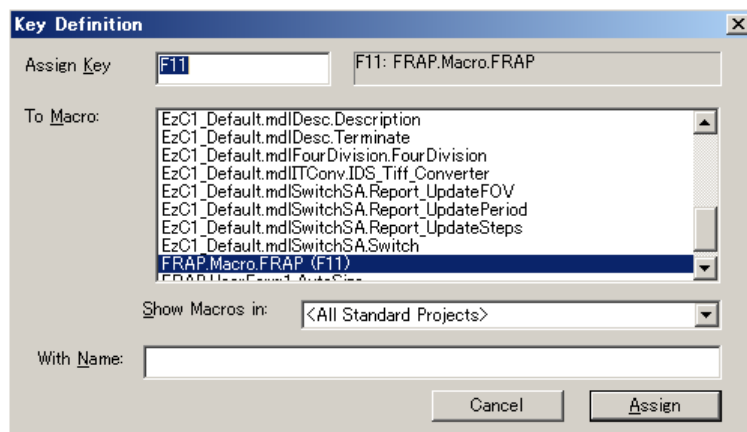 Key Definition
Assign Key F11 F11: FRAP.Macro.FRAP
To Macro:
EzC1_Default.mdlDesc.Description
EzC1_Default.mdlDesc.Terminate
EzC1_Default.mdlFourDivision.FourDivision
EzC1_Default.mdlITConv.IDS_Tiff_Converter
EzC1_Default.mdlSwitchSA.Report_UpdateFOV
EzC1_Default.mdlSwitchSA.Report_UpdatePeriod
EzC1_Default.mdlSwitchSA.Report_UpdateSteps
EzC1_Default.mdlSwitchSA.Switch
FRAP.Macro.FRAP (F11)
Show Macros in: <All Standard Projects>
With Name:
Cancel Assign